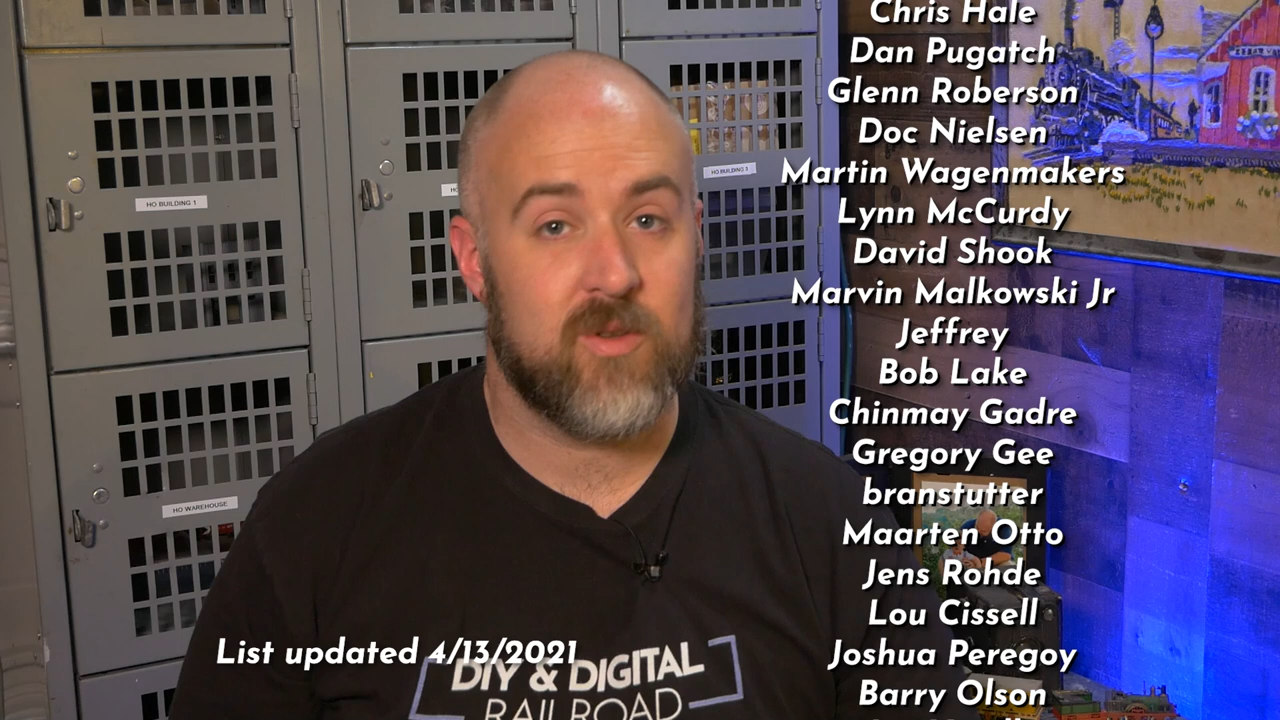 Chris Hale
Dan Pugatch
Glenn Roberson
Doc Nielsen
Martin Wagenmakers
Lynn McCurdy
David Shook
Marvin Malkowski Jr
Jeffrey
Bob Lake
Chinmay Gadre
Gregory Gee
branstutter
Maarten Otto
Jens Rohde
Lou Cissell
Joshua Peregoy
Barry Olson
List updated 4/13/2021
DIY & DIGITAL
RAILROAD
HO BUILDING 1
HO
HO BUILDING 3
HO WAREHOUSE